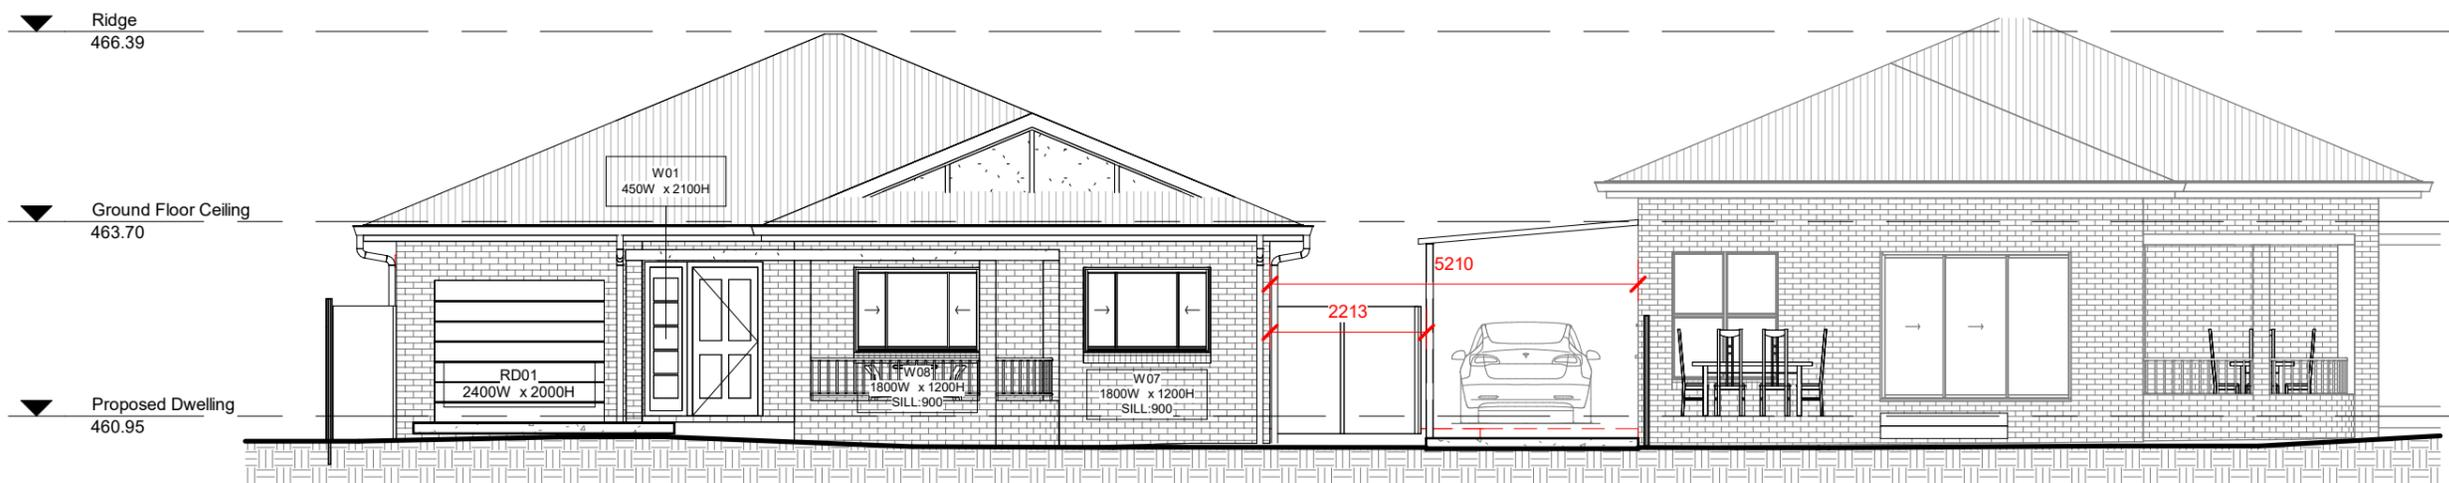 Ridge
466.39
W01
450W x 2100H
Ground Floor Ceiling
463.70
5210
2213
RD01
2400W x 2000H
W08
1800W x 1200H
SILL:900
W07
1800W x 1200H
SILL:900
Proposed Dwelling
460.95